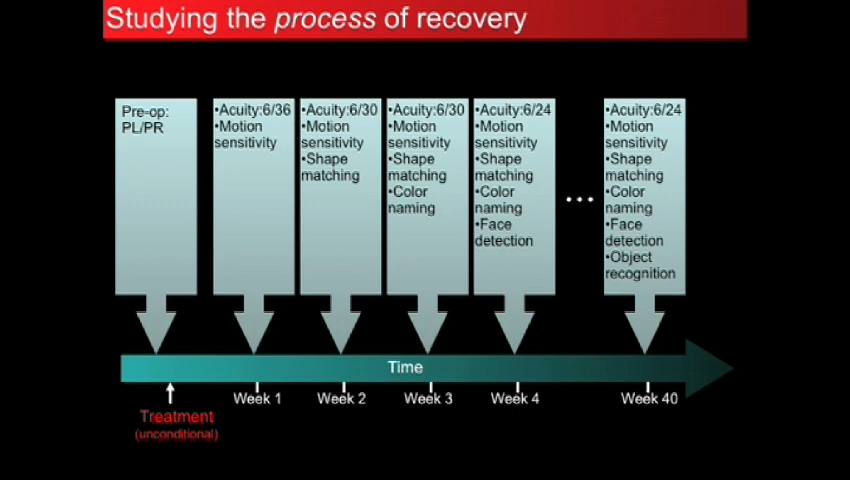 Studying the process of recovery
Pre-op:
PL/PR
•Acuity:6/36
•Motion
sensitivity
•Acuity:6/30
•Motion
sensitivity
•Shape
matching
•Acuity:6/30
•Motion
sensitivity
•Shape
matching
•Color
naming
•Acuity:6/24
•Motion
sensitivity
•Shape
matching
•Color
naming
•Face
detection
...
•Acuity:6/24
•Motion
sensitivity
•Shape
matching
•Color
naming
•Face
detection
•Object
recognition
Time
Treatment
(unconditional)
Week 1
Week 2
Week 3
Week 4
Week 40